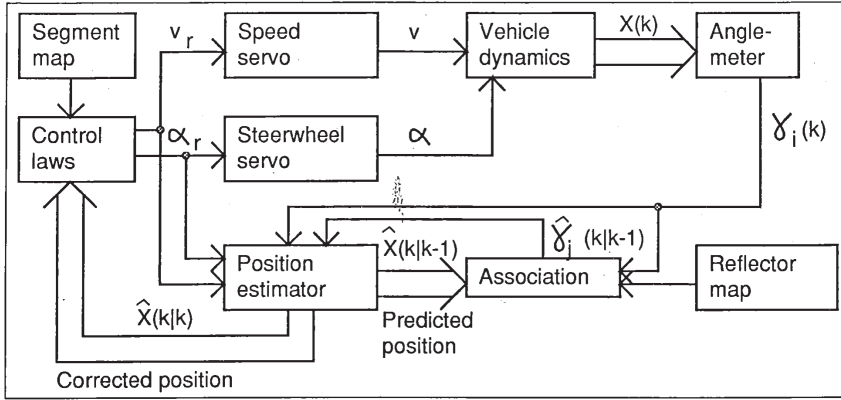 Segment
map
v r
Speed
servo
v
Vehicle
dynamics
X(k)
Angle-
meter
Control
laws
α r
Steerwheel
servo
α
γ i (k)
X̂(k|k-1)
γ̂ j (k|k-1)
Position
estimator
Association
Reflector
map
X̂(k|k)
Predicted
position
Corrected position